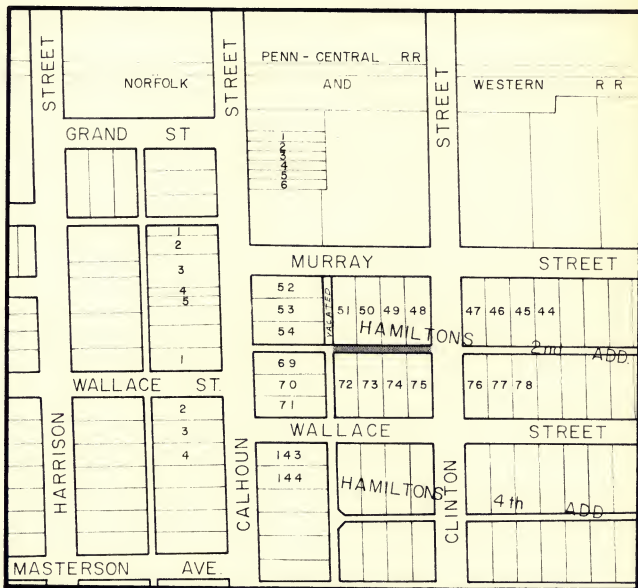 STREET
STREET
STREET
PENN - CENTRAL RR
NORFOLK AND WESTERN R R
GRAND ST
1
2
3
4
5
6
1
2
3
4
5
1
MURRAY STREET
52
53
54
VACATED
51 50 49 48
47 46 45 44
HAMILTONS 2nd ADD.
69
70
71
72 73 74 75
76 77 78
WALLACE ST.
WALLACE STREET
2
3
4
143
144
HAMILTONS 4th ADD
HARRISON
CALHOUN
CLINTON
MASTERSON AVE.